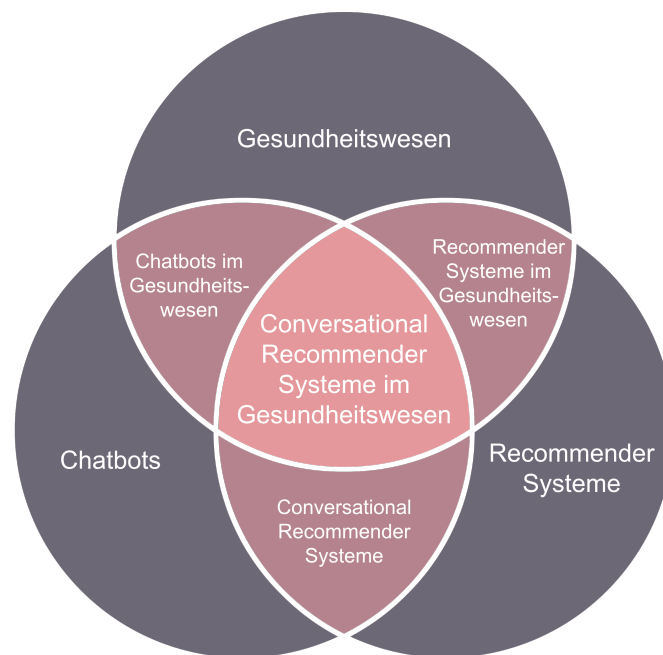 Gesundheitswesen
Chatbots im
Gesundheits-
wesen
Recommender
Systeme im
Gesundheits-
wesen
Conversational
Recommender
Systeme im
Gesundheitswesen
Chatbots
Recommender
Systeme
Conversational
Recommender
Systeme